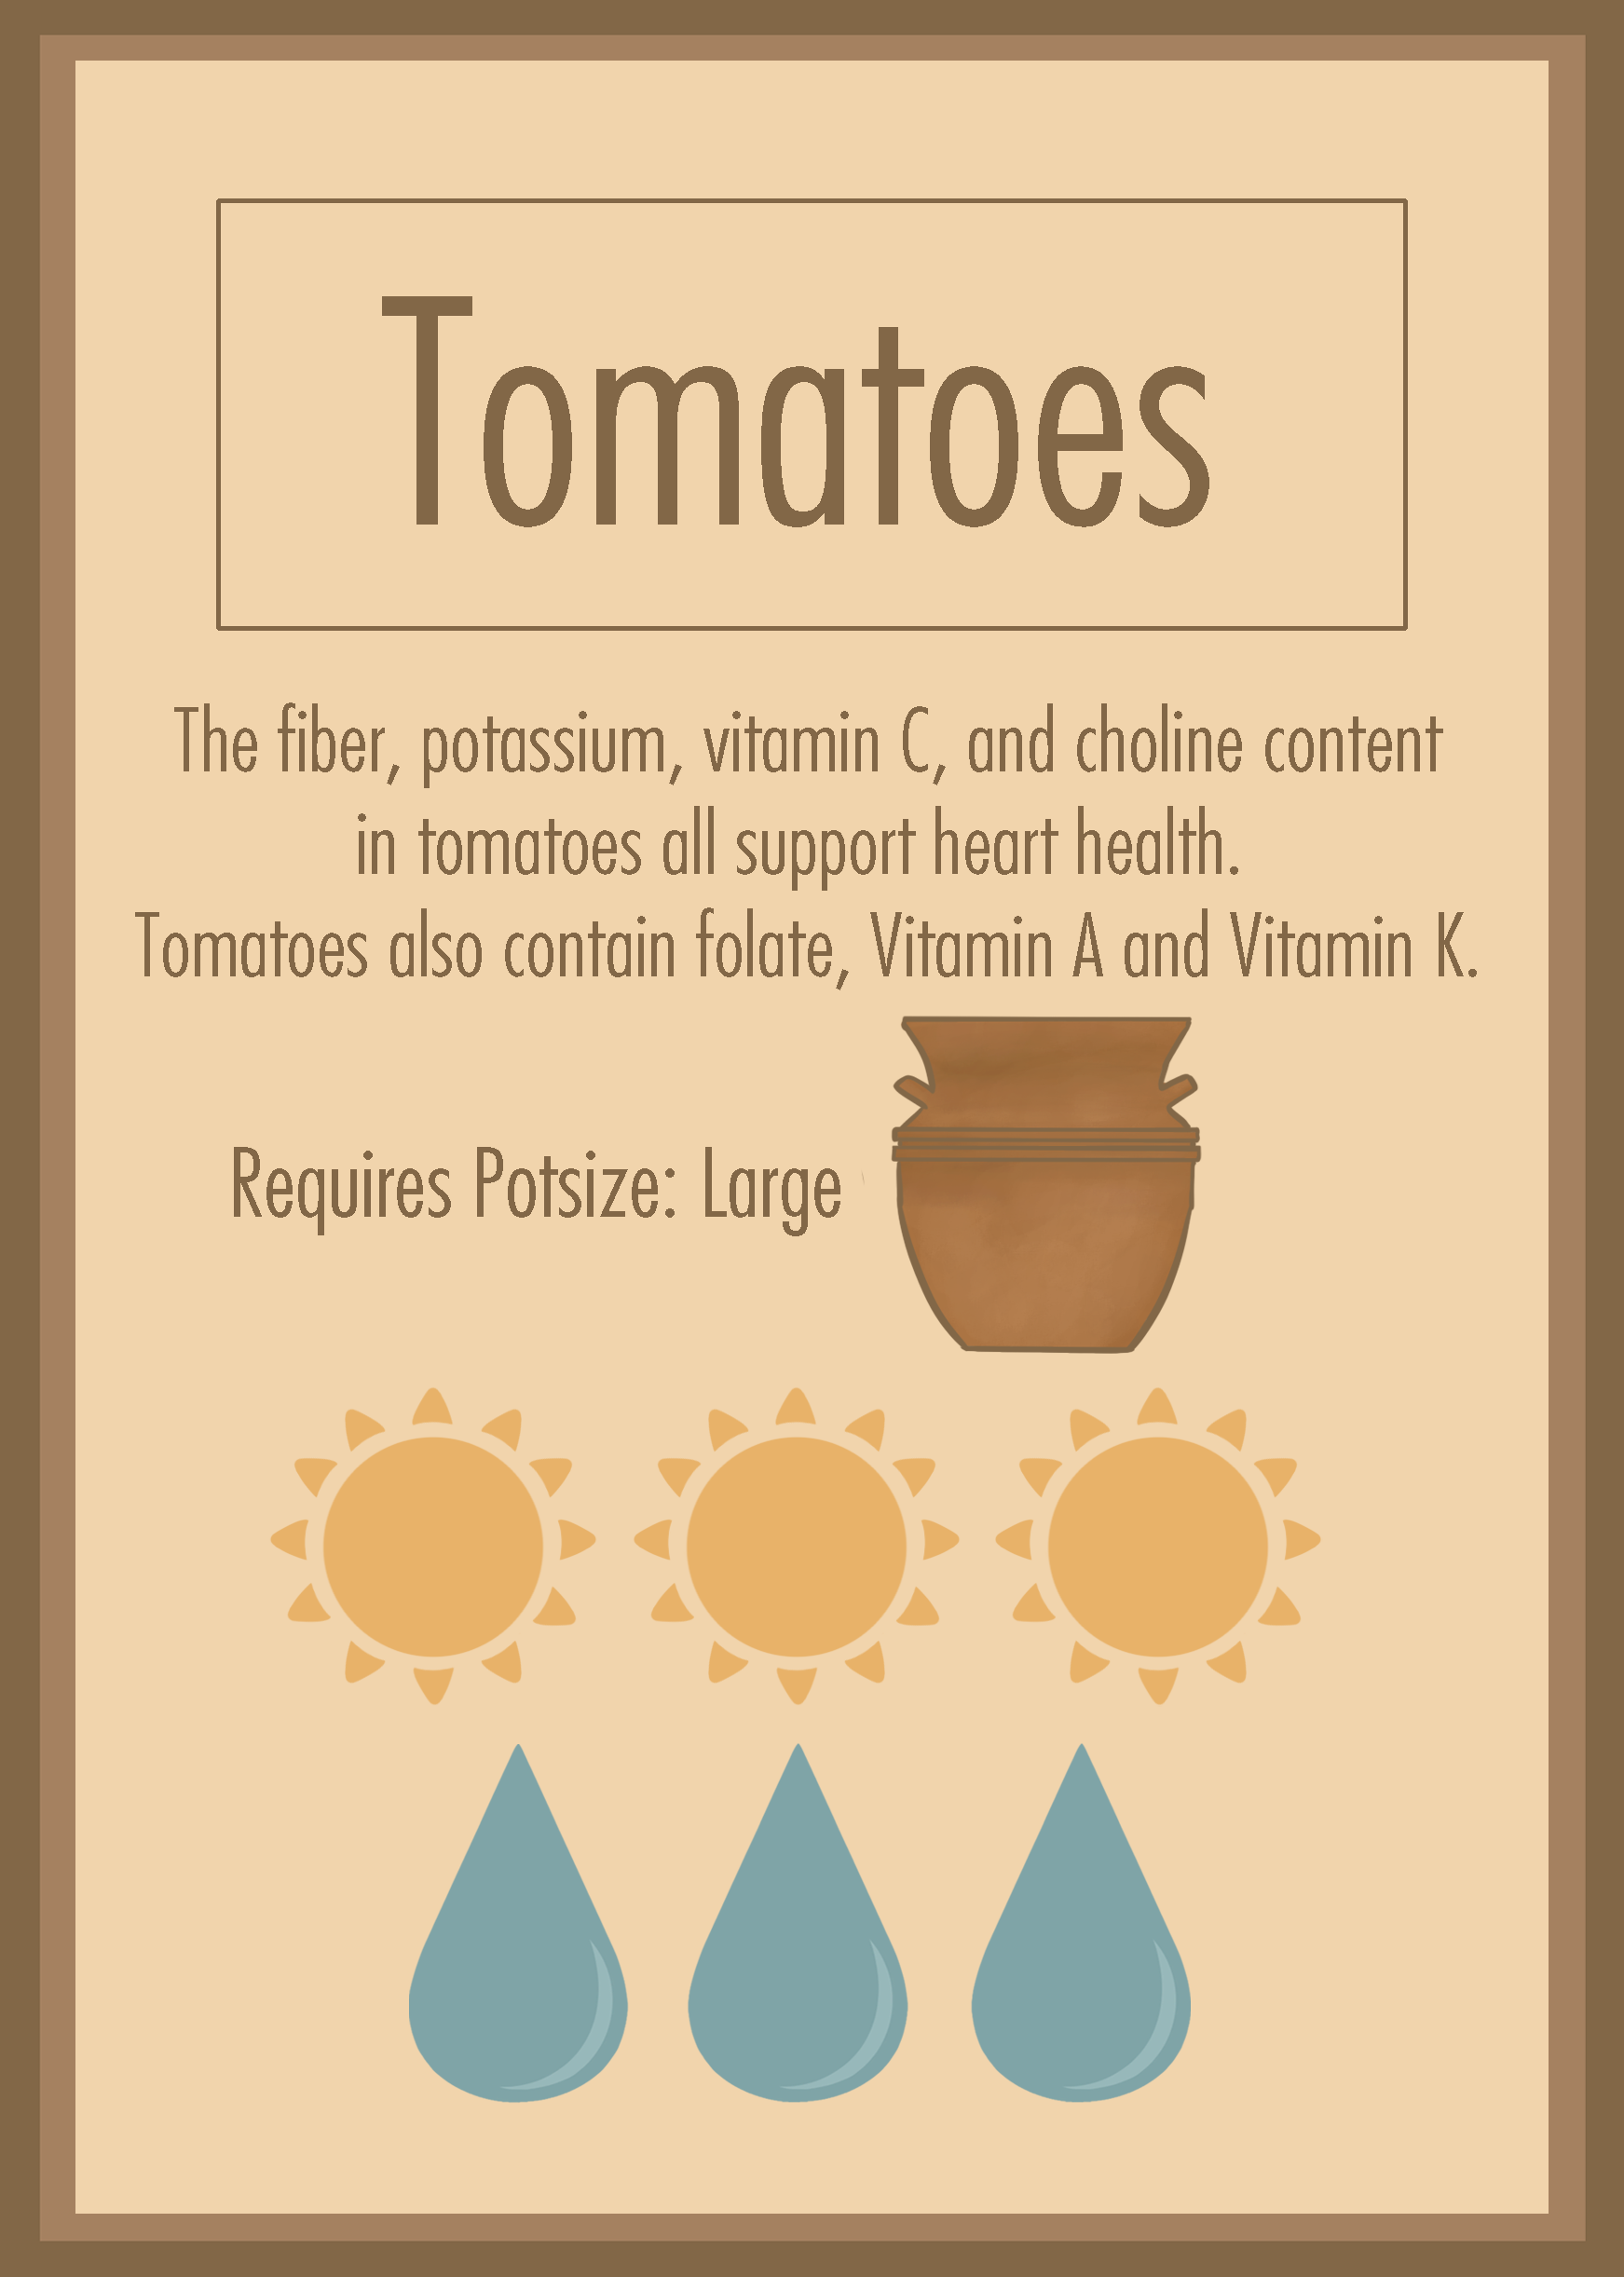 Tomatoes
The fiber, potassium, vitamin C, and choline content
in tomatoes all support heart health.
Tomatoes also contain folate, Vitamin A and Vitamin K.
Requires Potsize: Large